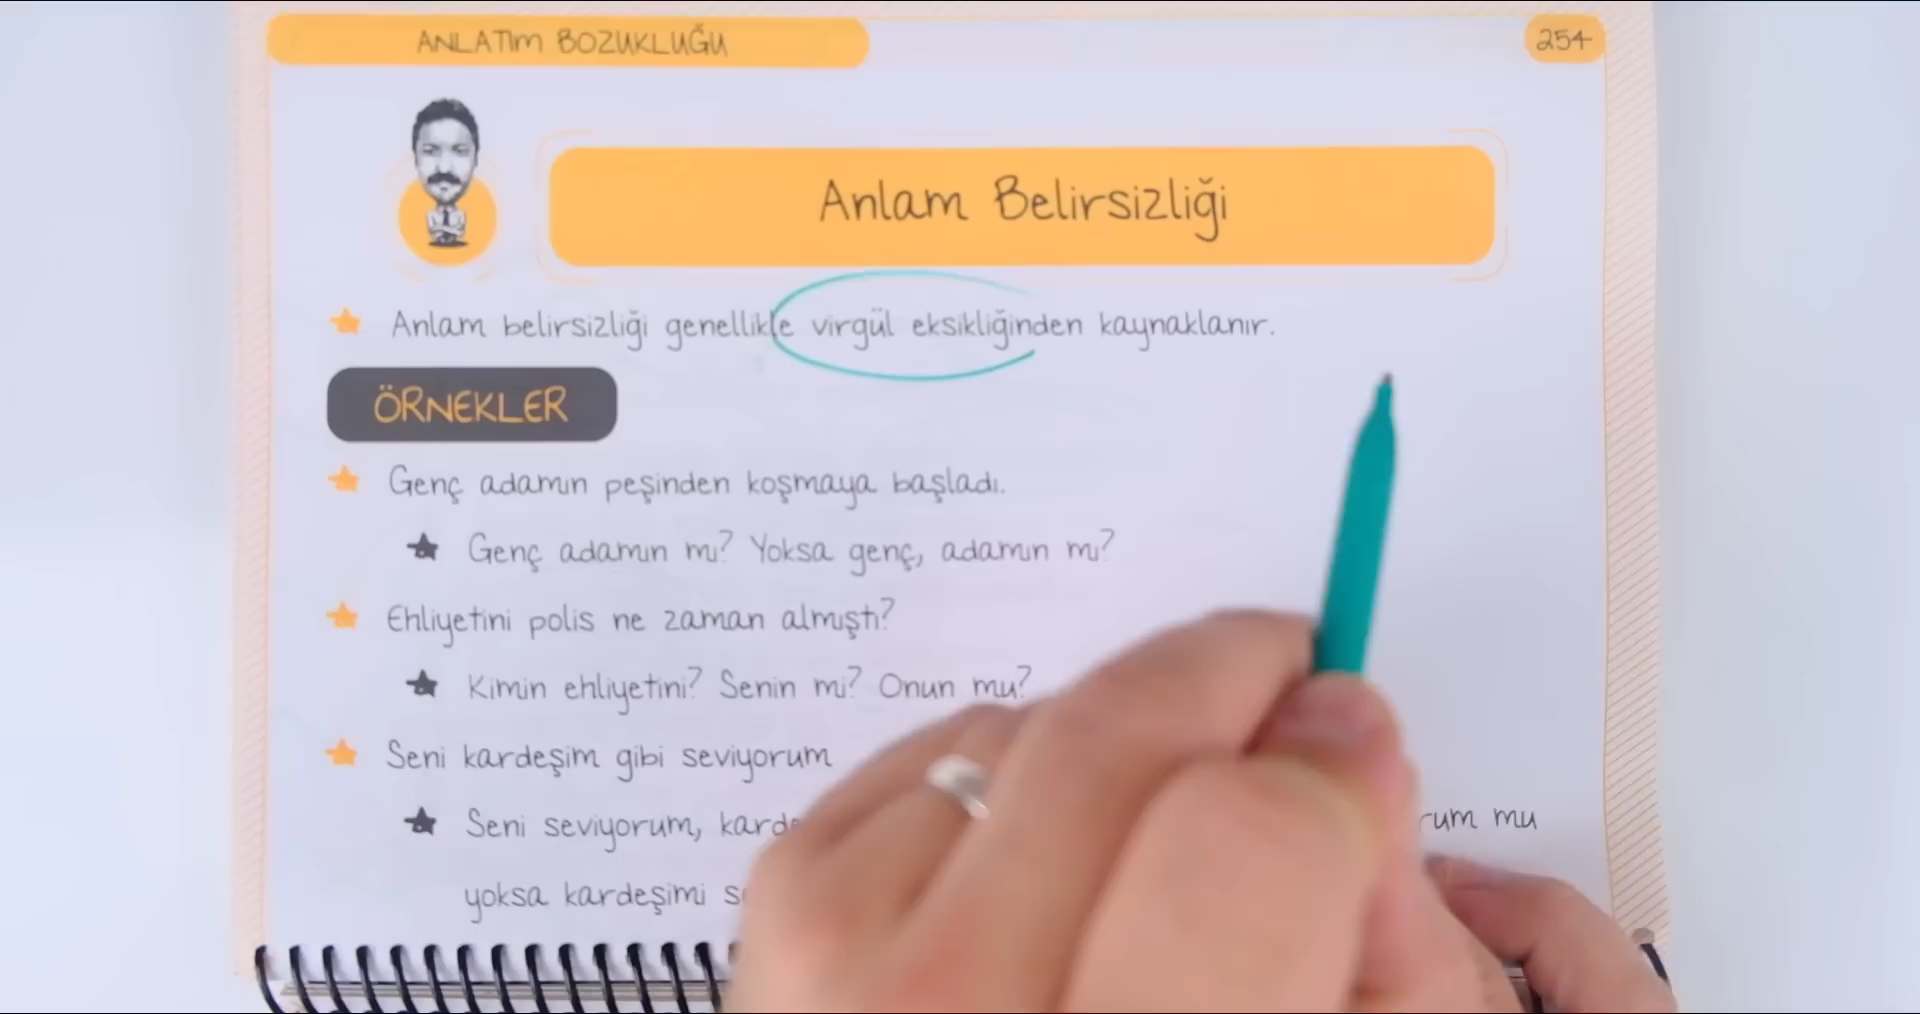 ANLATIM BOZUKLUĞU
254
Anlam Belirsizliği
Anlam belirsizliği genellikle virgül eksikliğinden kaynaklanır.
ÖRNEKLER
Genç adamın peşinden koşmaya başladı.
Genç adamın mı? Yoksa genç, adamın mı?
Ehliyetini polis ne zaman almıştı?
Kimin ehliyetini? Senin mi? Onun mu?
Seni kardeşim gibi seviyorum
Seni seviyorum, mu
yoksa kardeşimi